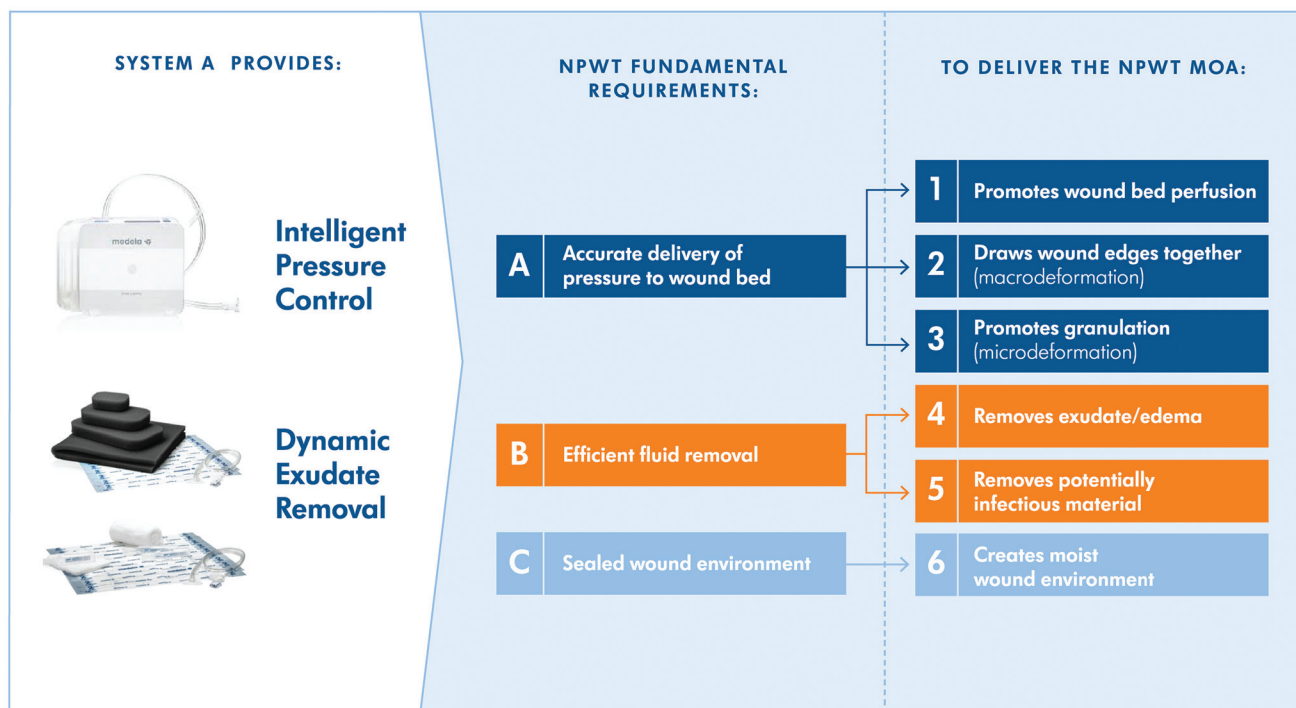 SYSTEM A PROVIDES:
Intelligent
Pressure
Control
medela
Dynamic
Exudate
Removal
NPWT FUNDAMENTAL
REQUIREMENTS:
A
Accurate delivery of
pressure to wound bed
B
Efficient fluid removal
C
Sealed wound environment
TO DELIVER THE NPWT MOA:
1
Promotes wound bed perfusion
2
Draws wound edges together
(macrodeformation)
3
Promotes granulation
(microdeformation)
4
Removes exudate/edema
5
Removes potentially
infectious material
6
Creates moist
wound environment